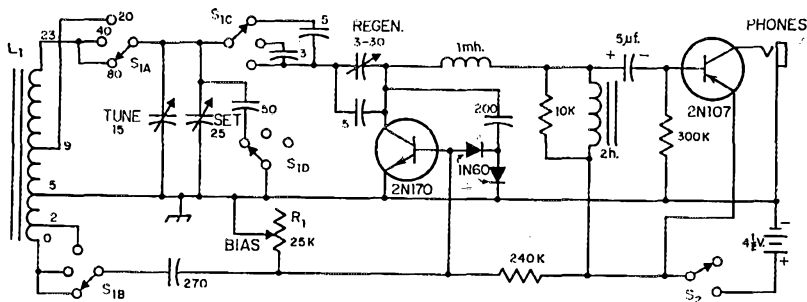 L1
23
40
20
80
S1A
S1C
5
3
REGEN.
3-30
1mh.
+ 5µf. -
PHONES
TUNE
15
SET
25
50
S1D
5
200
10K
2h.
2N107
300K
9
1N60
2N170
5
2
0
BIAS
R1
25K
S1B
270
240K
S2
4½V.
-
+